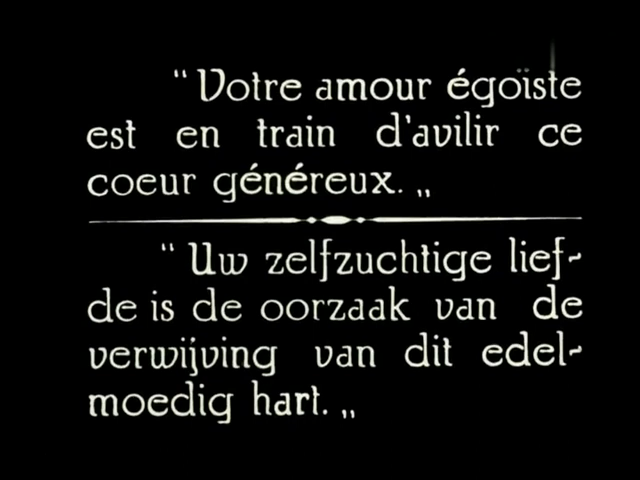 " Votre amour égoïste
est en train d'avilir ce
coeur généreux. „
" Uw zelfzuchtige lief-
de is de oorzaak van de
verwijving van dit edel-
moedig hart. „